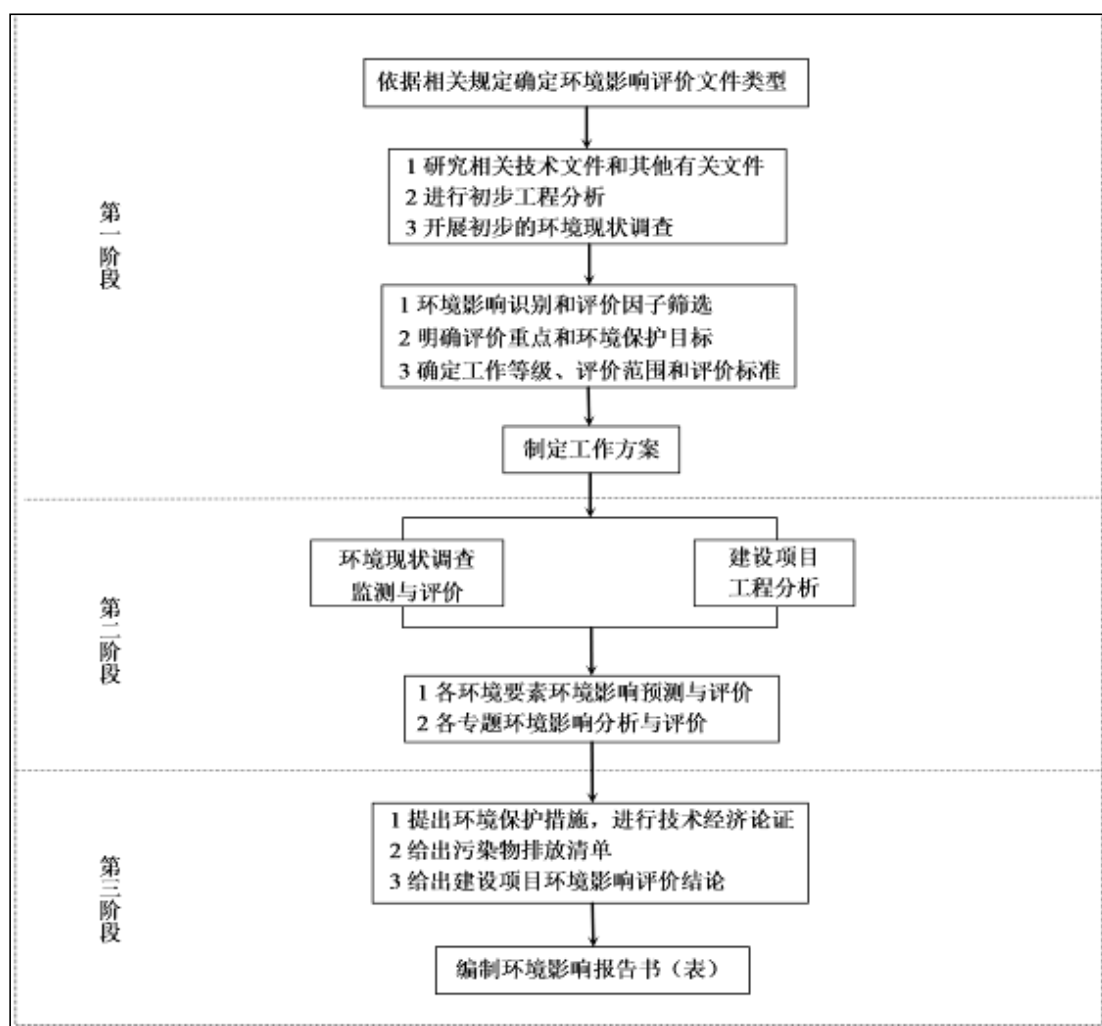 依据相关规定确定环境影响评价文件类型
1 研究相关技术文件和其他有关文件
2 进行初步工程分析
3 开展初步的环境现状调查
第一阶段
1 环境影响识别和评价因子筛选
2 明确评价重点和环境保护目标
3 确定工作等级、评价范围和评价标准
制定工作方案
环境现状调查
监测与评价
建设项目
工程分析
第二阶段
1 各环境要素环境影响预测与评价
2 各专题环境影响分析与评价
1 提出环境保护措施，进行技术经济论证
2 给出污染物排放清单
3 给出建设项目环境影响评价结论
第三阶段
编制环境影响报告书（表）